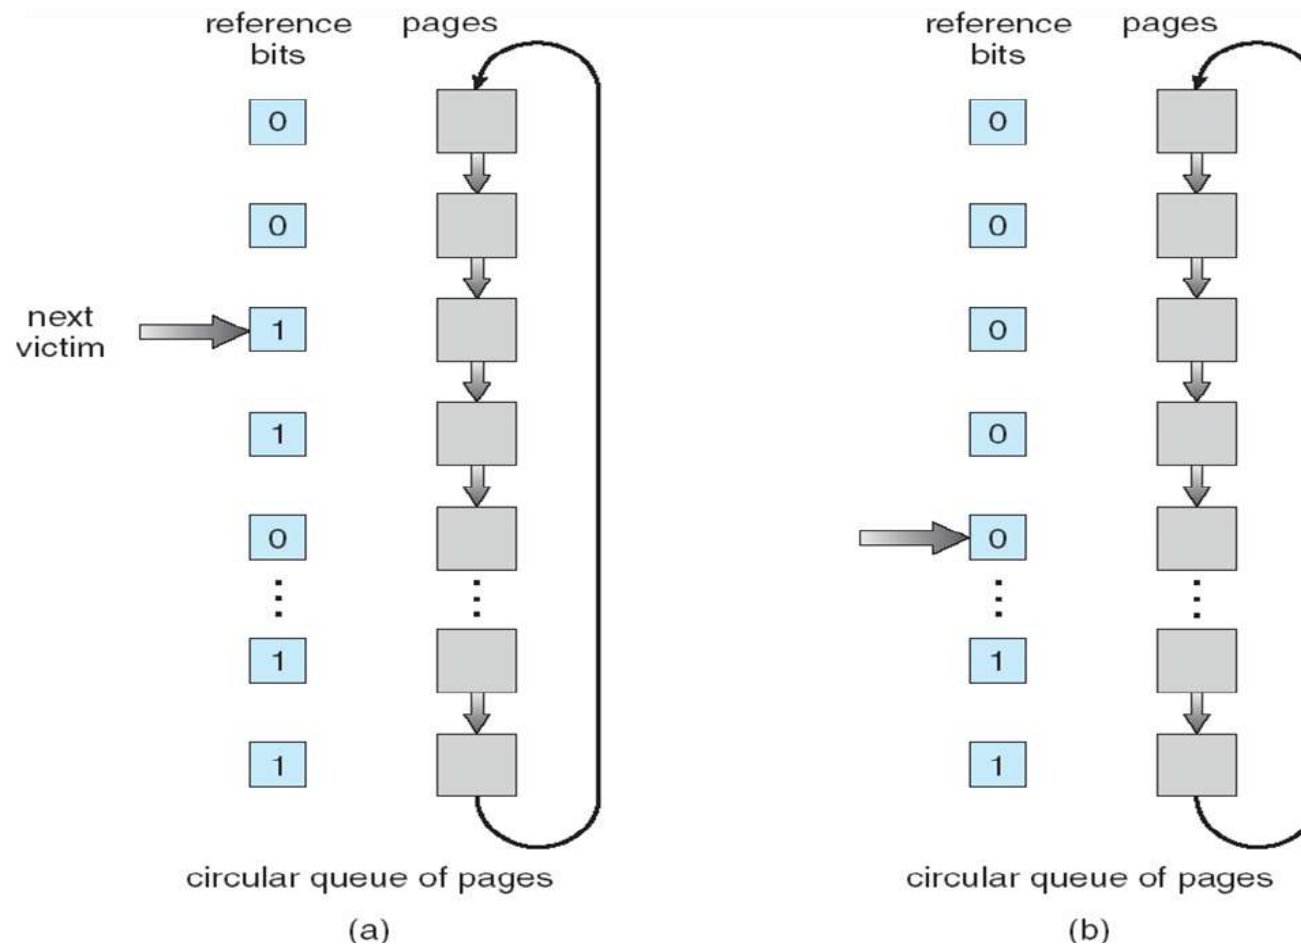 reference pages
bits
0
0
next
victim
1
1
0
1
1
circular queue of pages
(a)
reference pages
bits
0
0
0
0
0
1
1
circular queue of pages
(b)